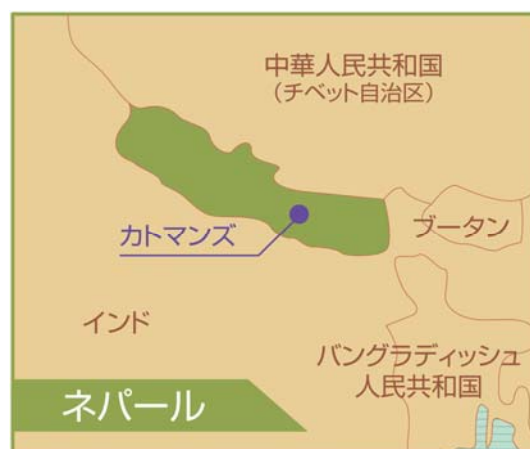 中華人民共和国
（チベット自治区）
カトマンズ
ブータン
インド
バングラディッシュ
人民共和国
ネパール